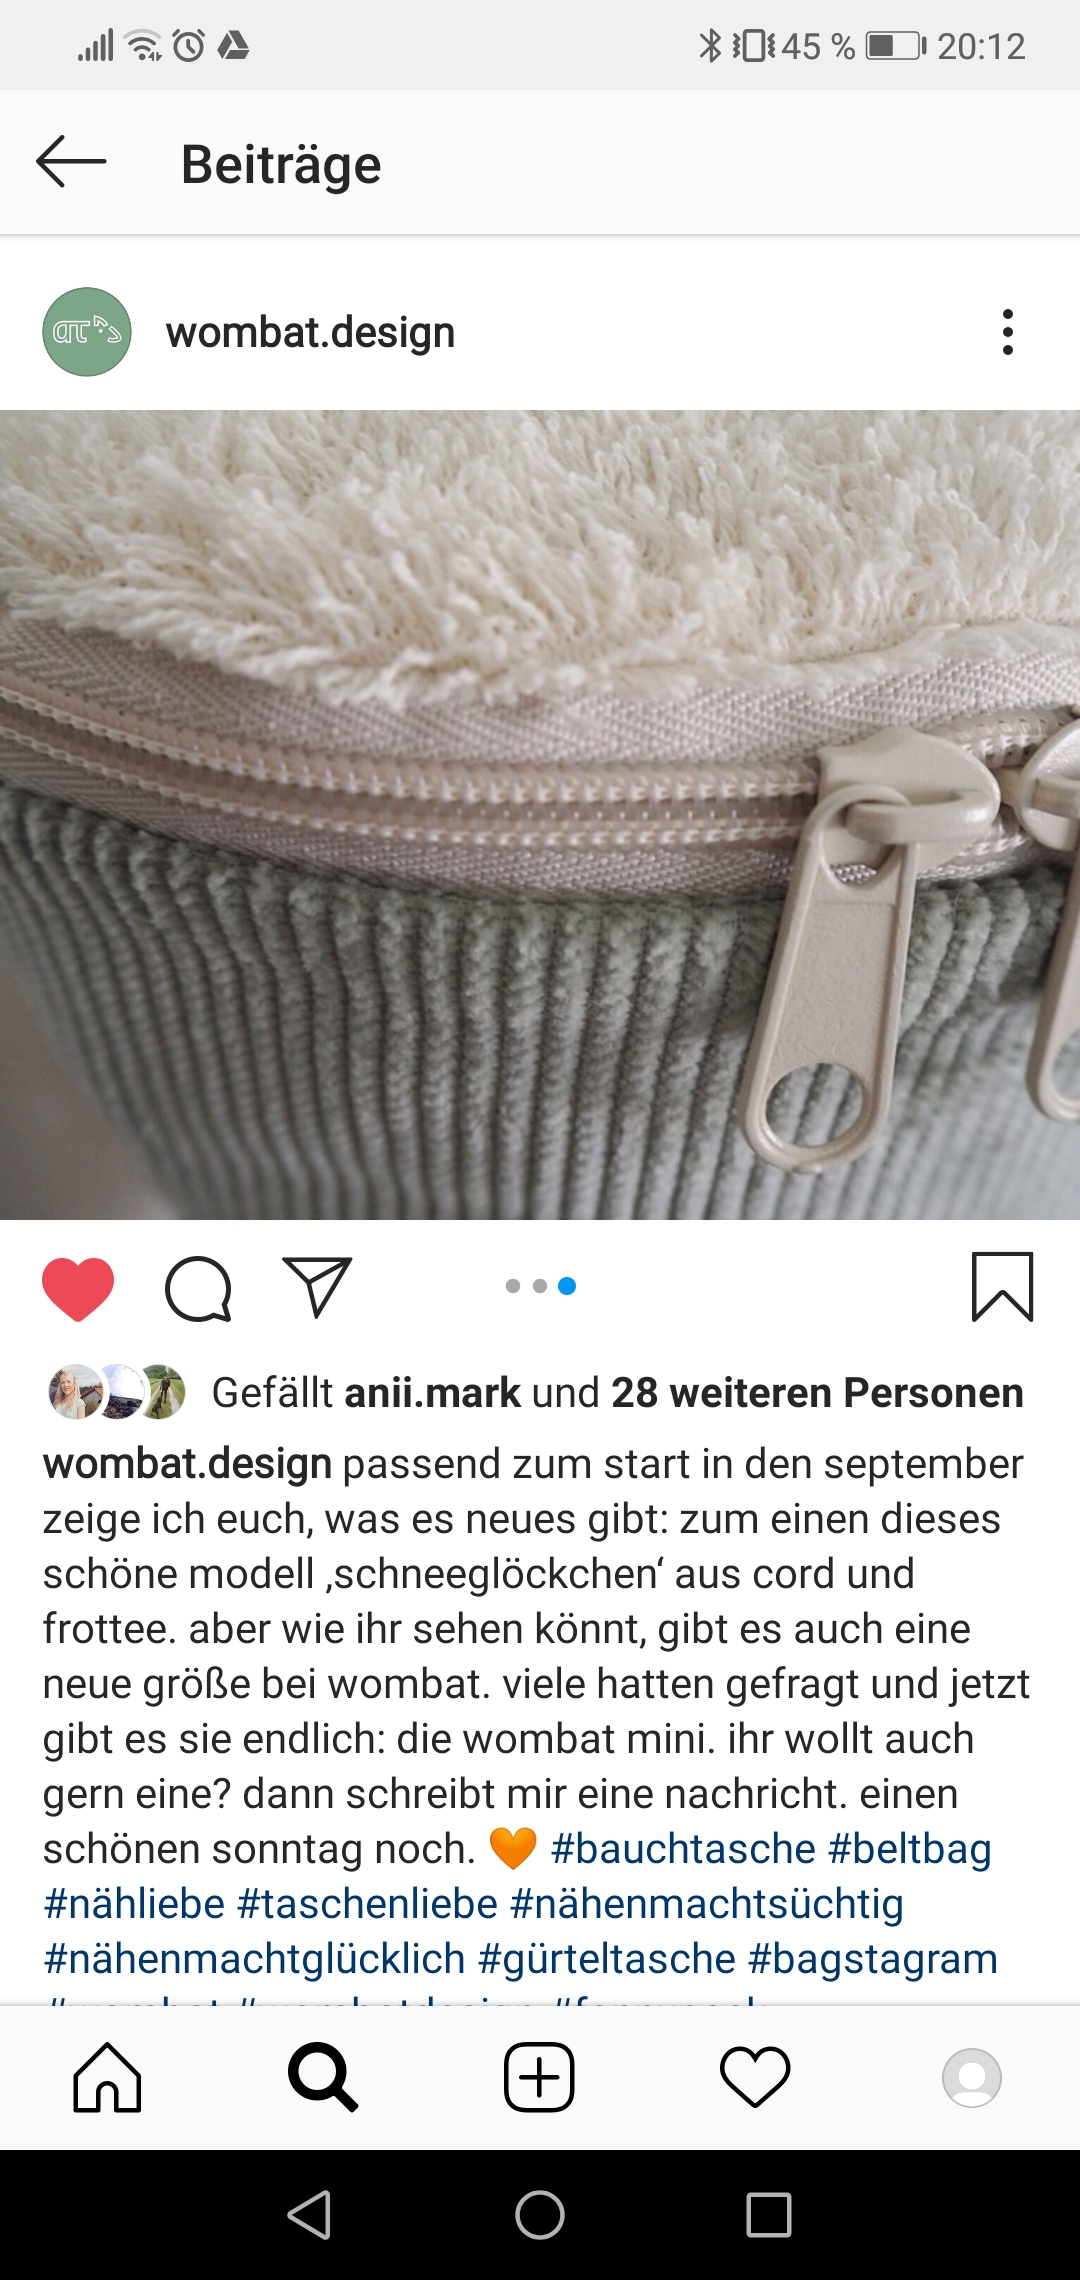 45 % 20:12
Beiträge
wombat.design
Gefällt anii.mark und 28 weiteren Personen
wombat.design passend zum start in den september
zeige ich euch, was es neues gibt: zum einen dieses
schöne modell ‚schneeglöckchen‘ aus cord und
frottee. aber wie ihr sehen könnt, gibt es auch eine
neue größe bei wombat. viele hatten gefragt und jetzt
gibt es sie endlich: die wombat mini. ihr wollt auch
gern eine? dann schreibt mir eine nachricht. einen
schönen sonntag noch. 🧡 #bauchtasche #beltbag
#nähliebe #taschenliebe #nähenmachtsüchtig
#nähenmachtglücklich #gürteltasche #bagstagram
#wombat #wombatdesign #fannypack